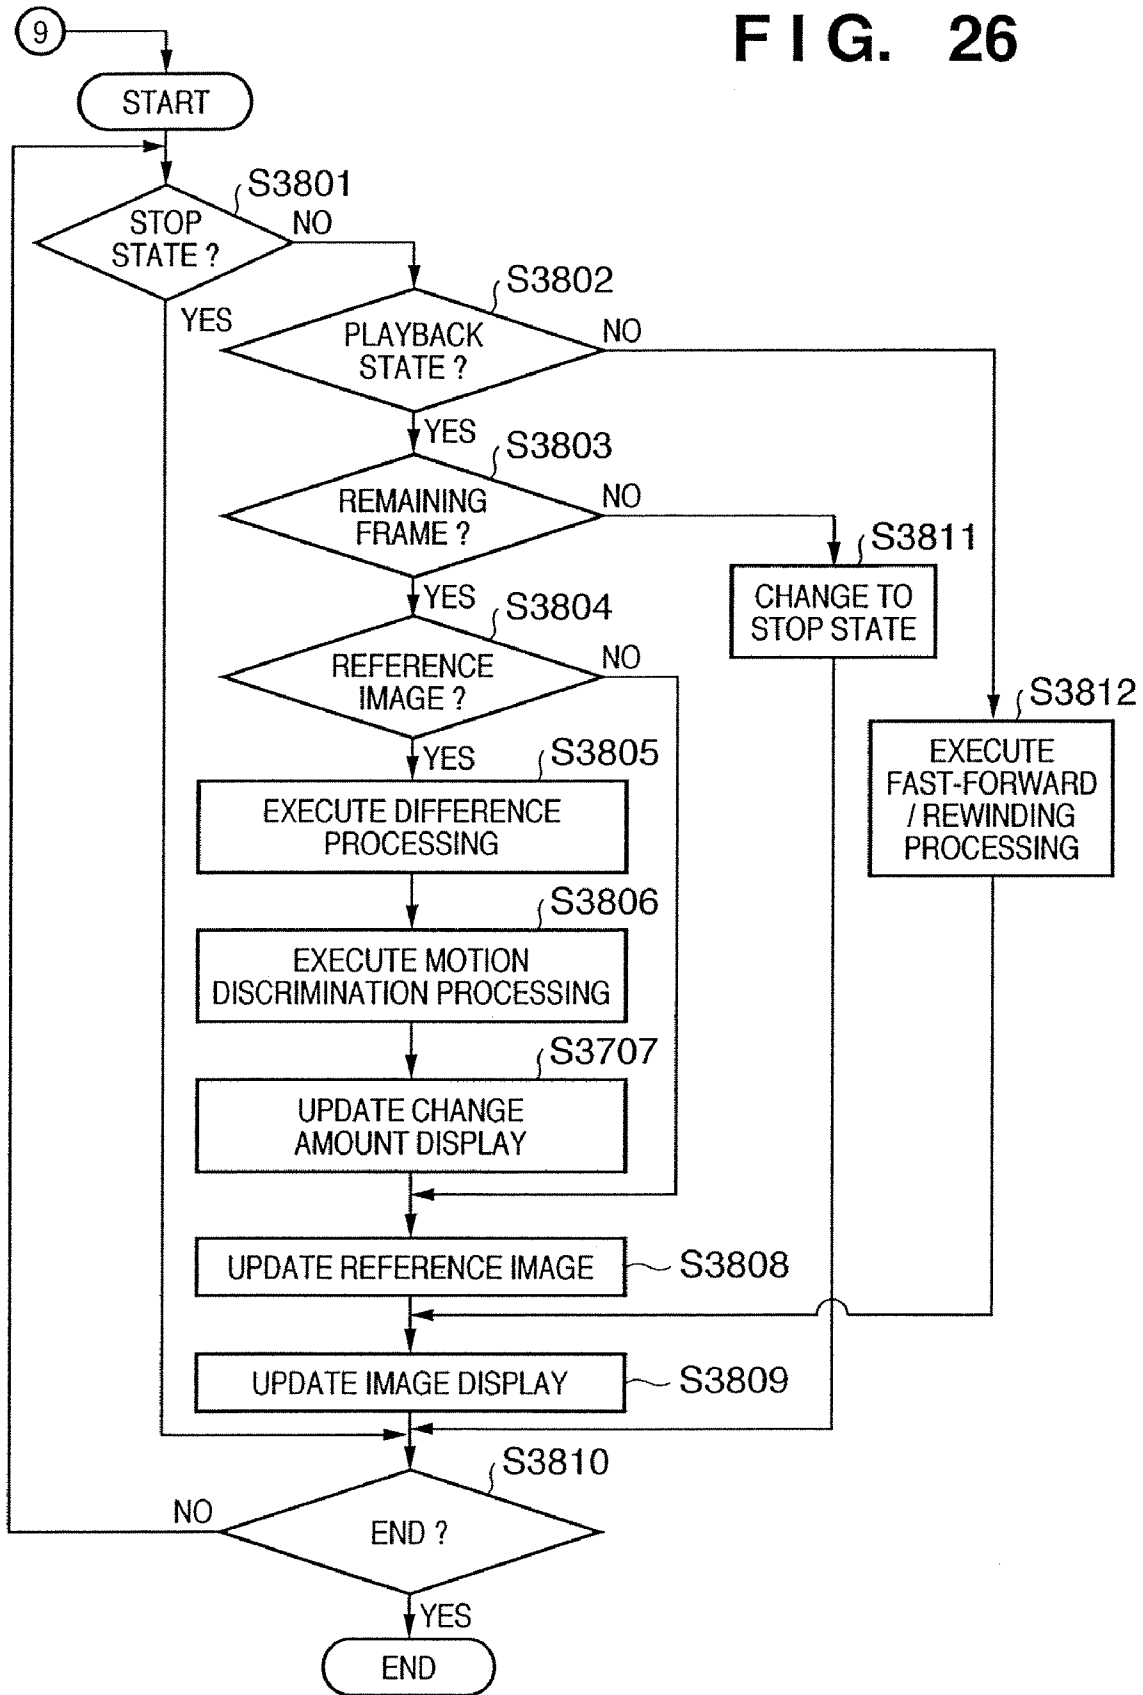 9
FIG. 26
START
S3801
STOP
STATE ?
NO
YES
S3802
PLAYBACK
STATE ?
NO
YES
S3803
REMAINING
FRAME ?
NO
YES
S3811
CHANGE TO
STOP STATE
S3804
REFERENCE
IMAGE ?
NO
YES
S3812
EXECUTE
FAST-FORWARD
/ REWINDING
PROCESSING
S3805
EXECUTE DIFFERENCE
PROCESSING
S3806
EXECUTE MOTION
DISCRIMINATION PROCESSING
S3707
UPDATE CHANGE
AMOUNT DISPLAY
UPDATE REFERENCE IMAGE
S3808
UPDATE IMAGE DISPLAY
S3809
S3810
END ?
NO
YES
END